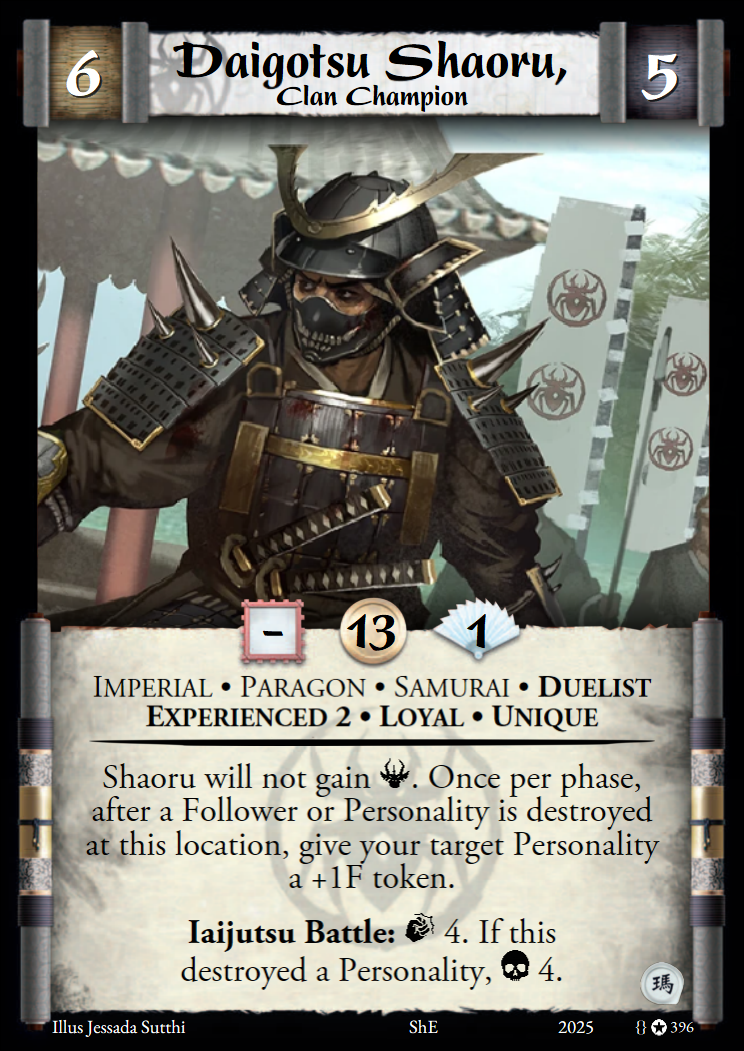 6
Daigotsu Shaoru,
5
Clan Champion
-
13
1
IMPERIAL • PARAGON • SAMURAI • DUELIST
EXPERIENCED 2 • LOYAL • UNIQUE
Shaoru will not gain . Once per phase,
after a Follower or Personality is destroyed
at this location, give your target Personality
a +1F token.
Iaijutsu Battle: 4. If this
destroyed a Personality, 4.
瑪
Illus Jessada Sutthi
ShE
2025
{} ✪ 396